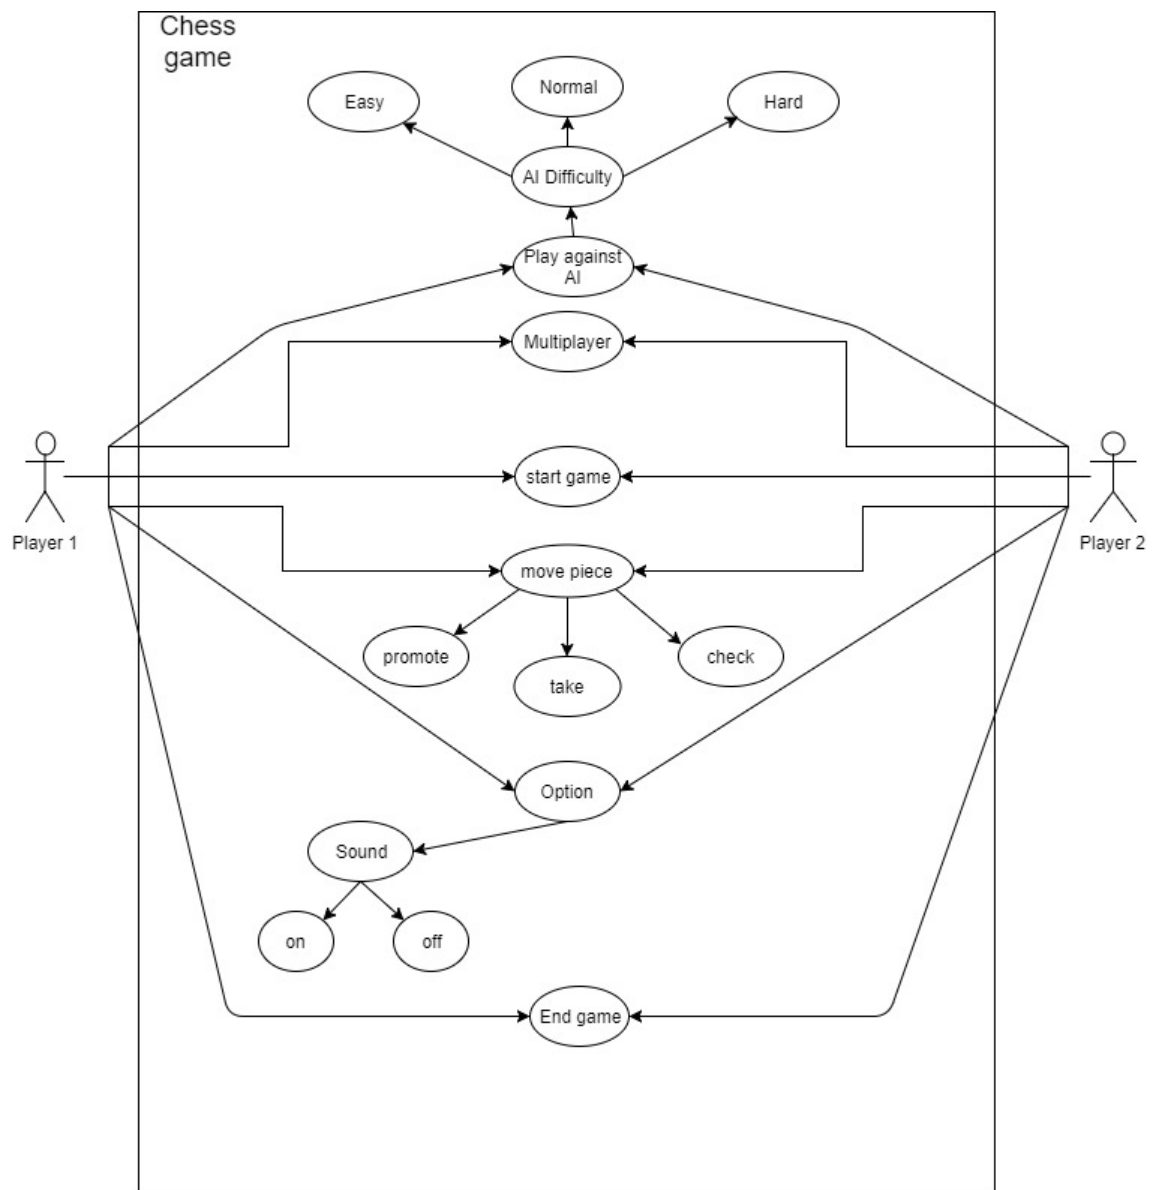 Chess
game
Easy
Normal
Hard
AI Difficulty
Play against
AI
Multiplayer
start game
Player 1
Player 2
move piece
promote
take
check
Option
Sound
on
off
End game